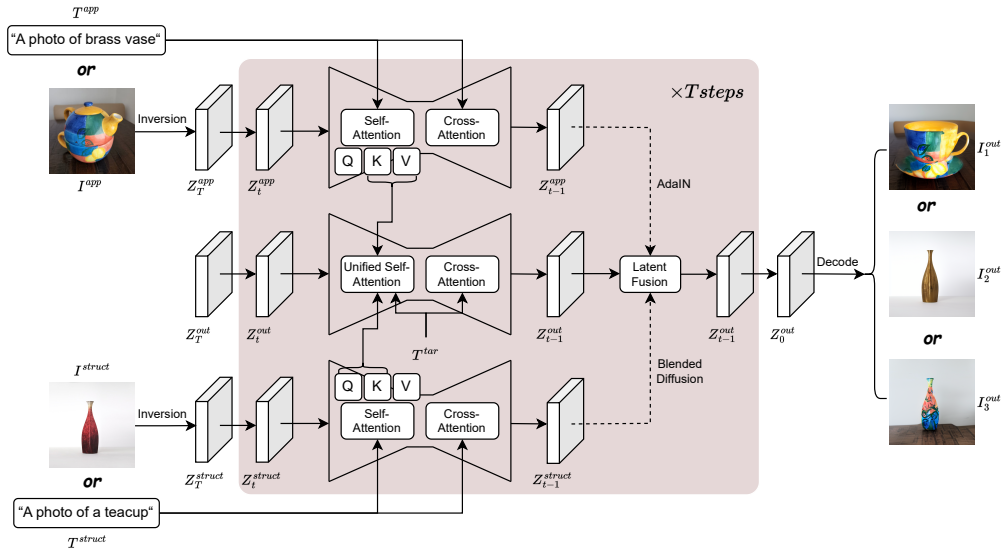 T^{app}
“A photo of brass vase“
or
I^{app}
Inversion
Z_T^{app}
Z_t^{app}
Self-
Attention
Cross-
Attention
Q K V
Z_{t-1}^{app}
×Tsteps
AdaIN
I_1^{out}
or
Z_T^{out}
Z_t^{out}
Unified Self-
Attention
Cross-
Attention
T^{tar}
Z_{t-1}^{out}
Latent
Fusion
Z_{t-1}^{out}
Z_0^{out}
Decode
I_2^{out}
or
I^{struct}
Inversion
Z_T^{struct}
Z_t^{struct}
Q K V
Self-
Attention
Cross-
Attention
Z_{t-1}^{struct}
Blended
Diffusion
I_3^{out}
or
“A photo of a teacup“
T^{struct}